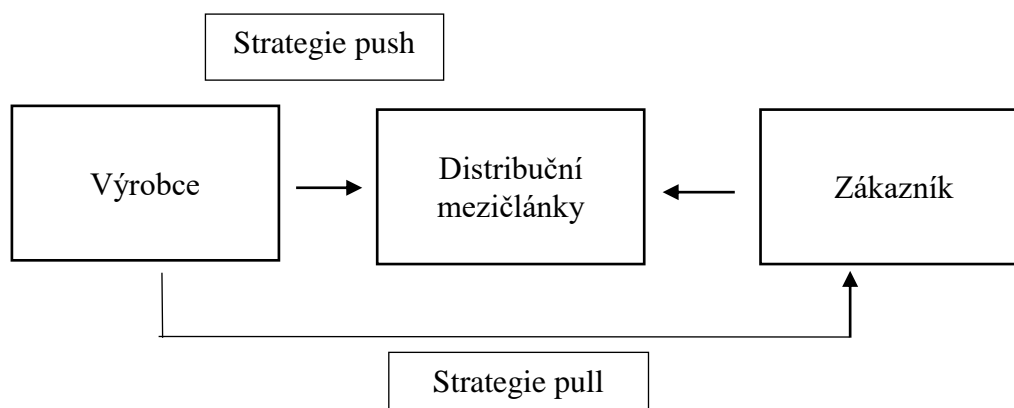 Strategie push
Výrobce
Distribuční
mezičlánky
Zákazník
Strategie pull